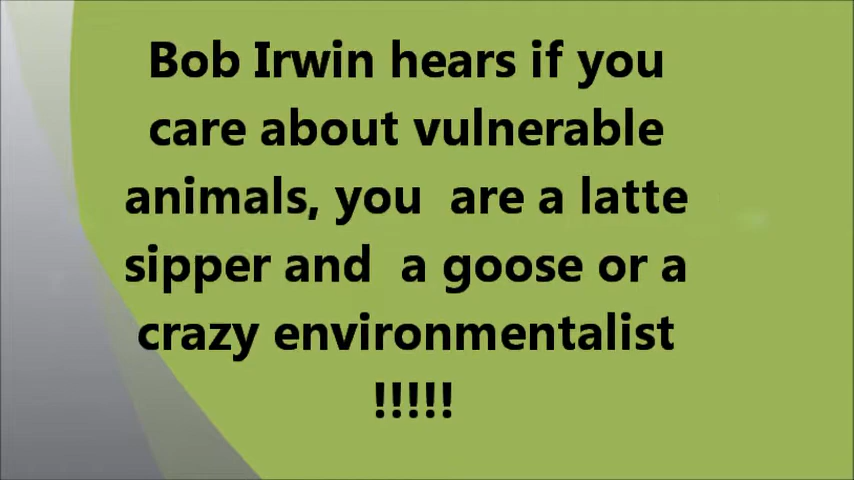 Bob Irwin hears if you
care about vulnerable
animals, you  are a latte
sipper and  a goose or a
crazy environmentalist
!!!!!